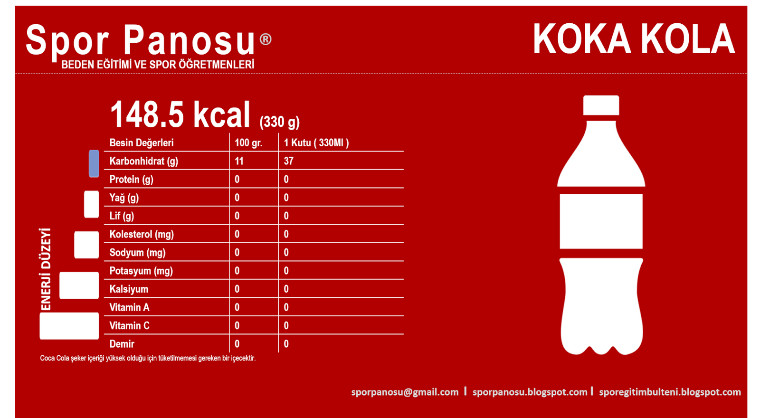 Spor Panosu®
BEDEN EĞİTİMİ VE SPOR ÖĞRETMENLERİ
KOKA KOLA
148.5 kcal (330 g)
Besin Değerleri 100 gr. 1 Kutu ( 330Ml )
Karbonhidrat (g) 11 37
Protein (g) 0 0
Yağ (g) 0 0
Lif (g) 0 0
Kolesterol (mg) 0 0
Sodyum (mg) 0 0
Potasyum (mg) 0 0
Kalsiyum 0 0
Vitamin A 0 0
Vitamin C 0 0
Demir 0 0
ENERJİ DÜZEYİ
Coca Cola şeker içeriği yüksek olduğu için tüketilmemesi gereken bir içecektir.
sporpanosu@gmail.com I sporpanosu.blogspot.com I sporegitimbulteni.blogspot.com